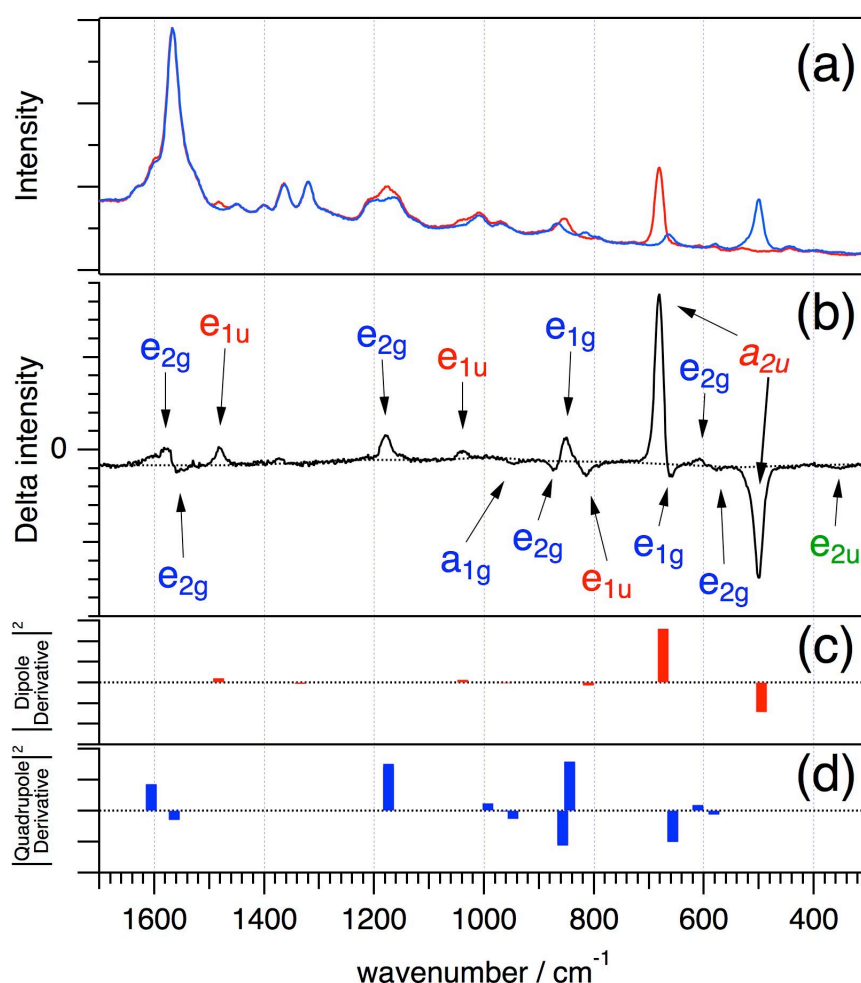 (a)
Intensity
(b)
e2g
e1u
e2g
e1u
e1g
a2u
e2g
0
Delta intensity
e2g
a1g
e2g
e1u
e1g
e2g
e2u
(c)
|Dipole Derivative|²
(d)
|Quadrupole Derivative|²
1600 1400 1200 1000 800 600 400
wavenumber / cm⁻¹